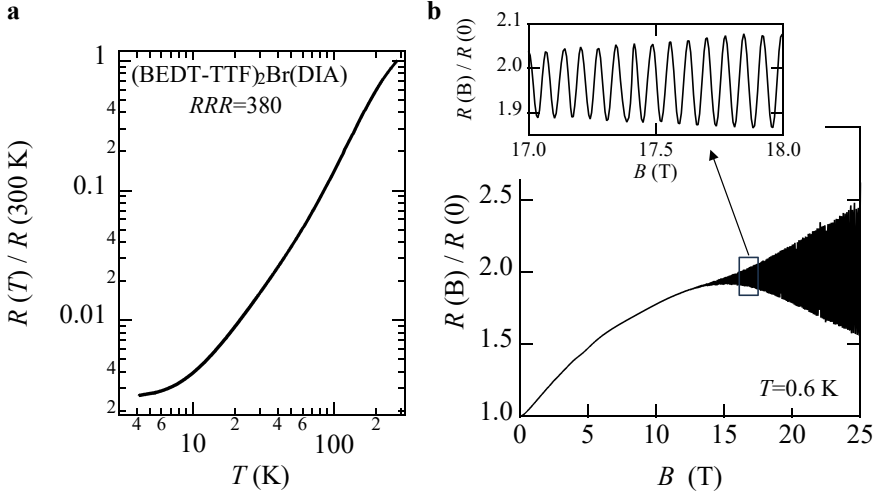 a
1
4
2
0.1
4
2
0.01
4
2
R (T) / R (300 K)
(BEDT-TTF)2Br(DIA)
RRR=380
4 6 2 4 6 2
10 100
T (K)
b
2.1
2.0
1.9
R (B) / R (0)
17.0 17.5 18.0
B (T)
2.5
2.0
1.5
1.0
R (B) / R (0)
T=0.6 K
0 5 10 15 20 25
B (T)